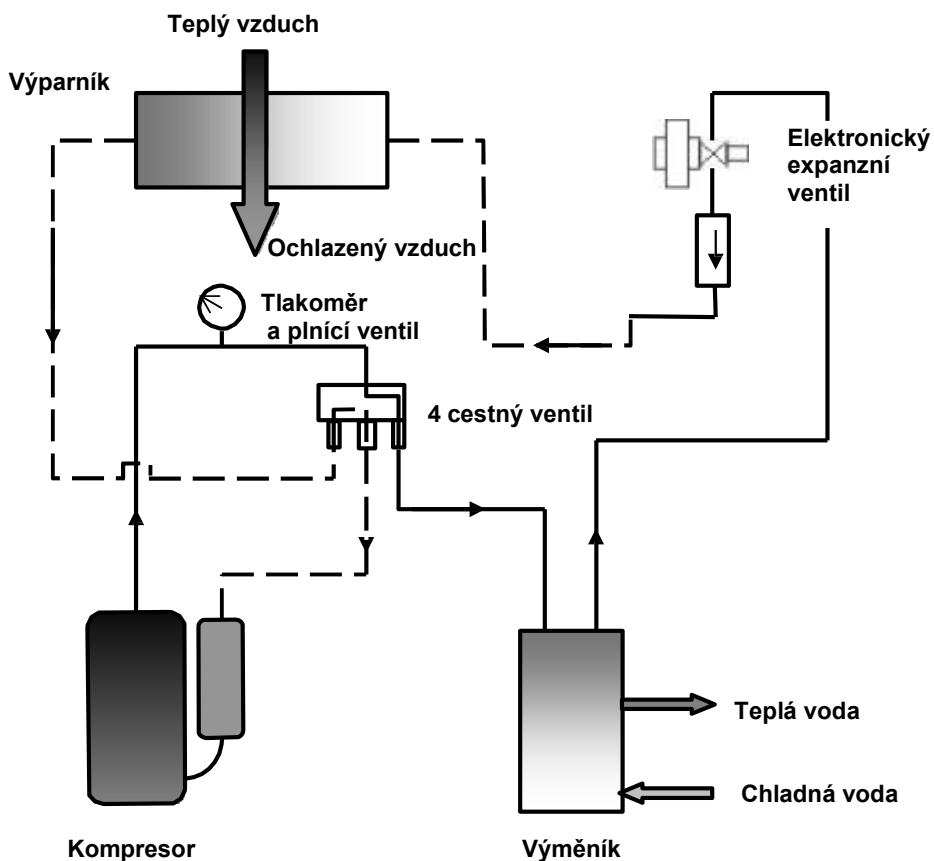 Teplý vzduch
Výparník
Elektronický
expanzní
ventil
Ochlazený vzduch
Tlakoměr
a plnící ventil
4 cestný ventil
Teplá voda
Chladná voda
Kompresor
Výměník